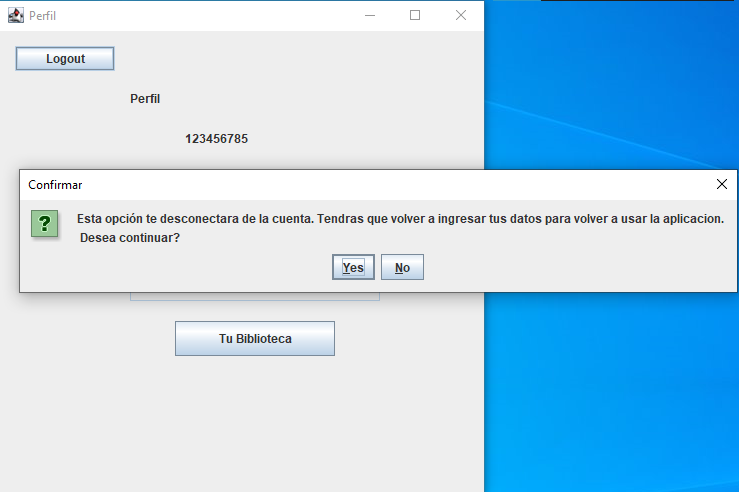 Perfil
Logout
Perfil
123456785
Confirmar
?
Esta opción te desconectara de la cuenta. Tendras que volver a ingresar tus datos para volver a usar la aplicacion.
Desea continuar?
Yes No
Tu Biblioteca